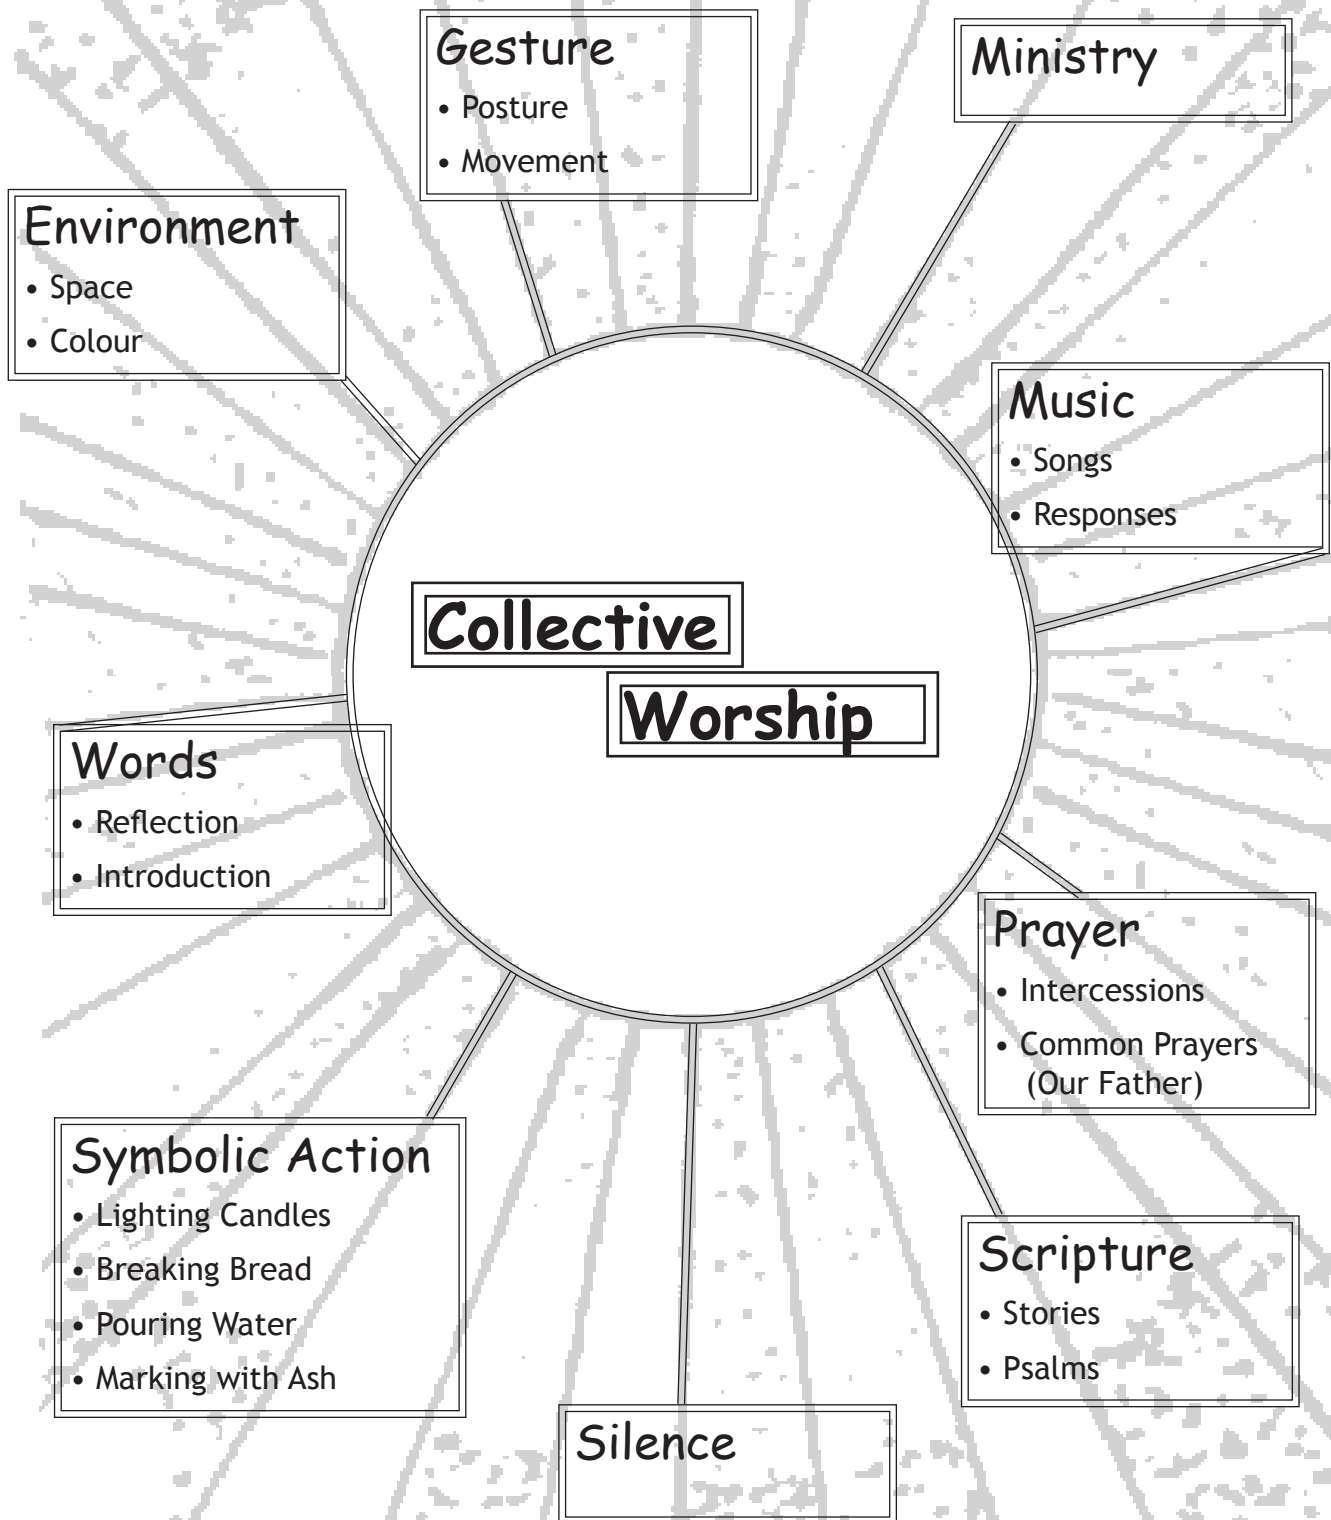 Gesture
• Posture
• Movement
Ministry
Environment
• Space
• Colour
Music
• Songs
• Responses
Collective
Worship
Words
• Reflection
• Introduction
Prayer
• Intercessions
• Common Prayers
(Our Father)
Symbolic Action
• Lighting Candles
• Breaking Bread
• Pouring Water
• Marking with Ash
Scripture
• Stories
• Psalms
Silence